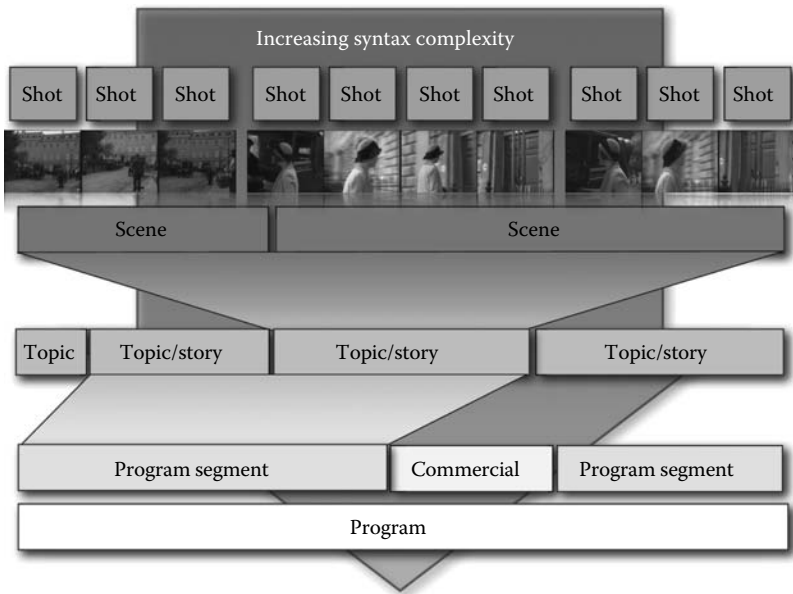 Increasing syntax complexity
Shot Shot Shot Shot Shot Shot Shot Shot Shot Shot
Scene Scene
Topic Topic/story Topic/story Topic/story
Program segment Commercial Program segment
Program